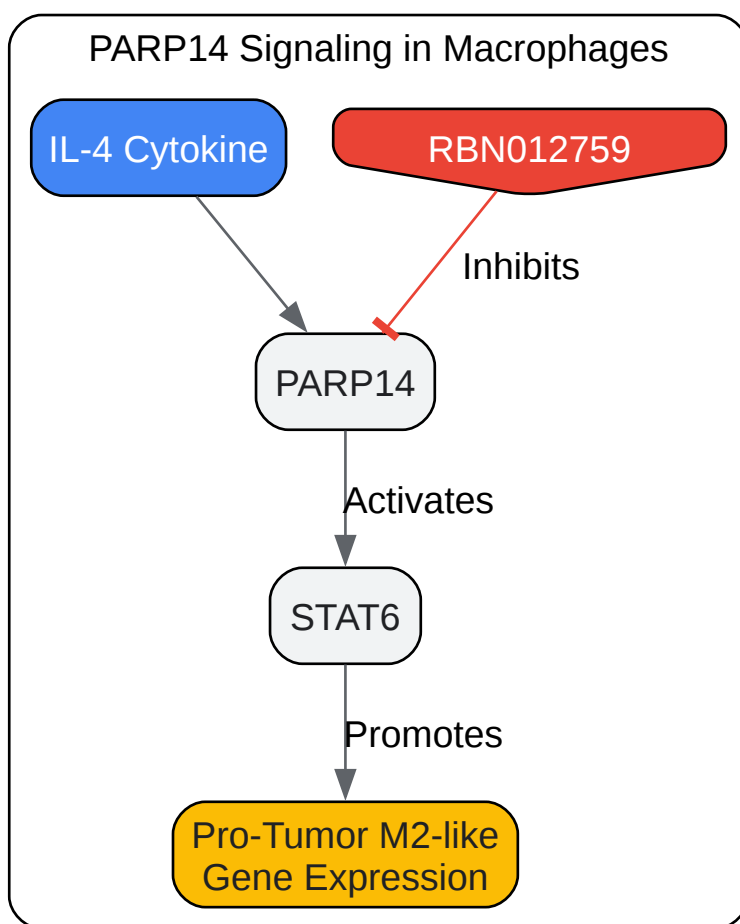 PARP14 Signaling in Macrophages
IL-4 Cytokine
RBN012759
Inhibits
PARP14
Activates
STAT6
Promotes
Pro-Tumor M2-like
Gene Expression